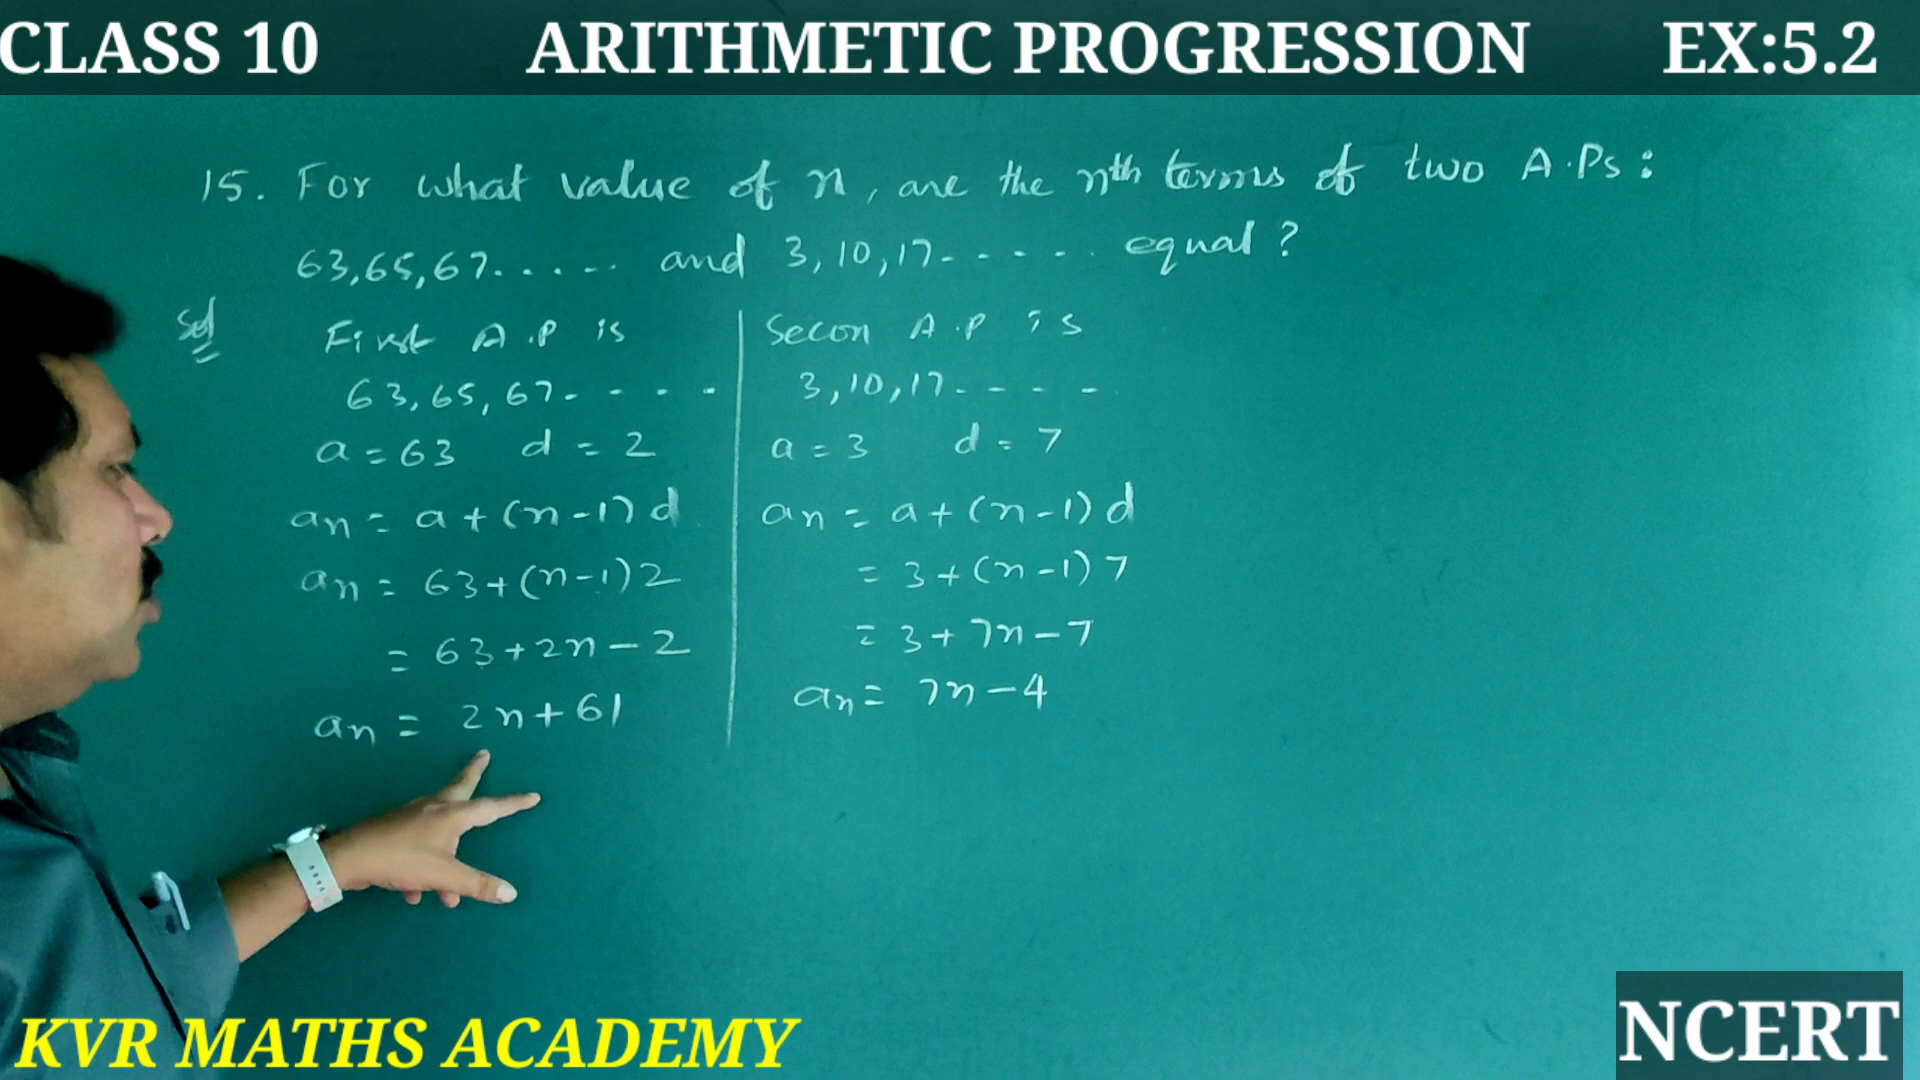 CLASS 10 ARITHMETIC PROGRESSION EX:5.2
15. For what value of n, are the nth terms of two A.Ps:
63,65,67..... and 3,10,17----- equal?
Sol
First A.P is
63,65,67----
a=63 d=2
an = a+(n-1)d
an = 63+(n-1)2
= 63+2n-2
an = 2n+61
Secon A.P is
3,10,17----
a=3 d=7
an = a+(n-1)d
= 3+(n-1)7
= 3+7n-7
an = 7n-4
KVR MATHS ACADEMY
NCERT